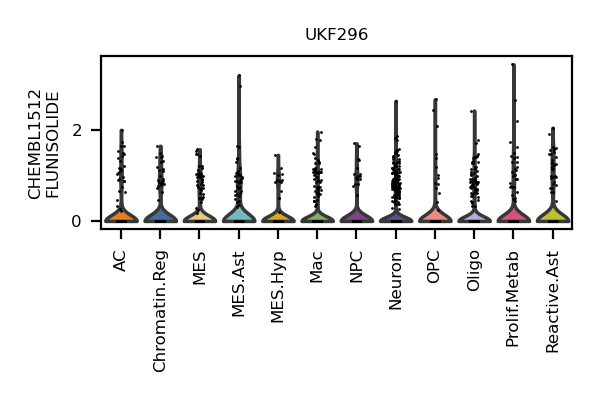 UKF296
CHEMBL1512
FLUNISOLIDE
2
0
AC
Chromatin.Reg
MES
MES.Ast
MES.Hyp
Mac
NPC
Neuron
OPC
Oligo
Prolif.Metab
Reactive.Ast